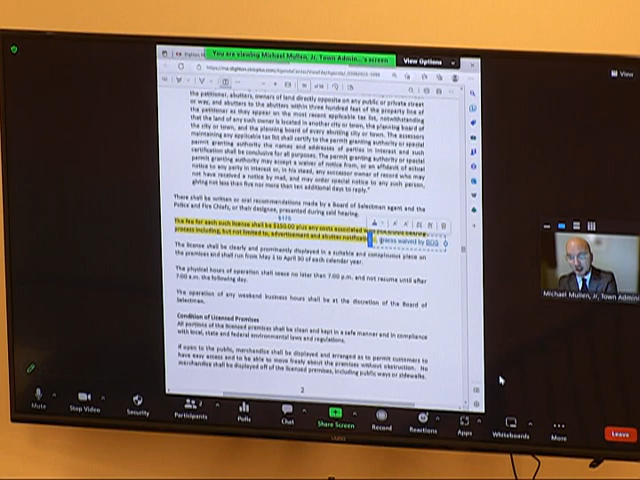 You are viewing Michael Mullen, Jr, Town Admin...'s screen
View Options
View
the petitioner, abutters, owners of land directly opposite on any public or private street
or way, and abutters to the abutters within three hundred feet of the property line of
the petitioner as they appear on the most recent applicable tax list, notwithstanding
that the land of any such owner is located in another city or town, the planning board of
the city or town, and the planning board of every abutting city or town. The assessors
maintaining any applicable tax list shall certify to the permit granting authority or special
permit granting authority the names and addresses of parties in interest and such
certification shall be conclusive for all purposes. The permit granting authority or special
permit granting authority may accept a waiver of notice from, or an affidavit of actual
notice to any party in interest or, in his stead, any successor owner of record who may
not have received a notice by mail, and may order special notice to any such person,
giving not less than five nor more than ten additional days to reply."
There shall be written or oral recommendations made by a Board of Selectmen agent and the
Police and Fire Chiefs, or their designee, presented during said hearing.
$175
The fee for each such license shall be $150.00 plus any costs associated
process including, but not limited to, advertisement and abutter notification, unless waived by BOS
The license shall be clearly and prominently displayed in a suitable and conspicuous place on
the premises and shall run from May 1 to April 30 of each calendar year.
The physical hours of operation shall cease no later than 7:00 p.m. and not resume until after
7:00 a.m. the following day.
The operation of any weekend business hours shall be at the discretion of the Board of
Selectmen.
Condition of Licensed Premises
All portions of the licensed premises shall be clean and kept in a safe manner and in compliance
with local, state and federal environmental laws and regulations.
If open to the public, merchandise shall be displayed and arranged as to permit customers to
have easy access and to be able to move freely about the premises without obstruction. No
merchandise shall be displayed off of the licensed premises, including public ways or sidewalks.
2
Michael Mullen, Jr, Town Admin
Mute
Stop Video
Security
Participants
Polls
Chat
Share Screen
Record
Reactions
Apps
Whiteboards
More
Leave